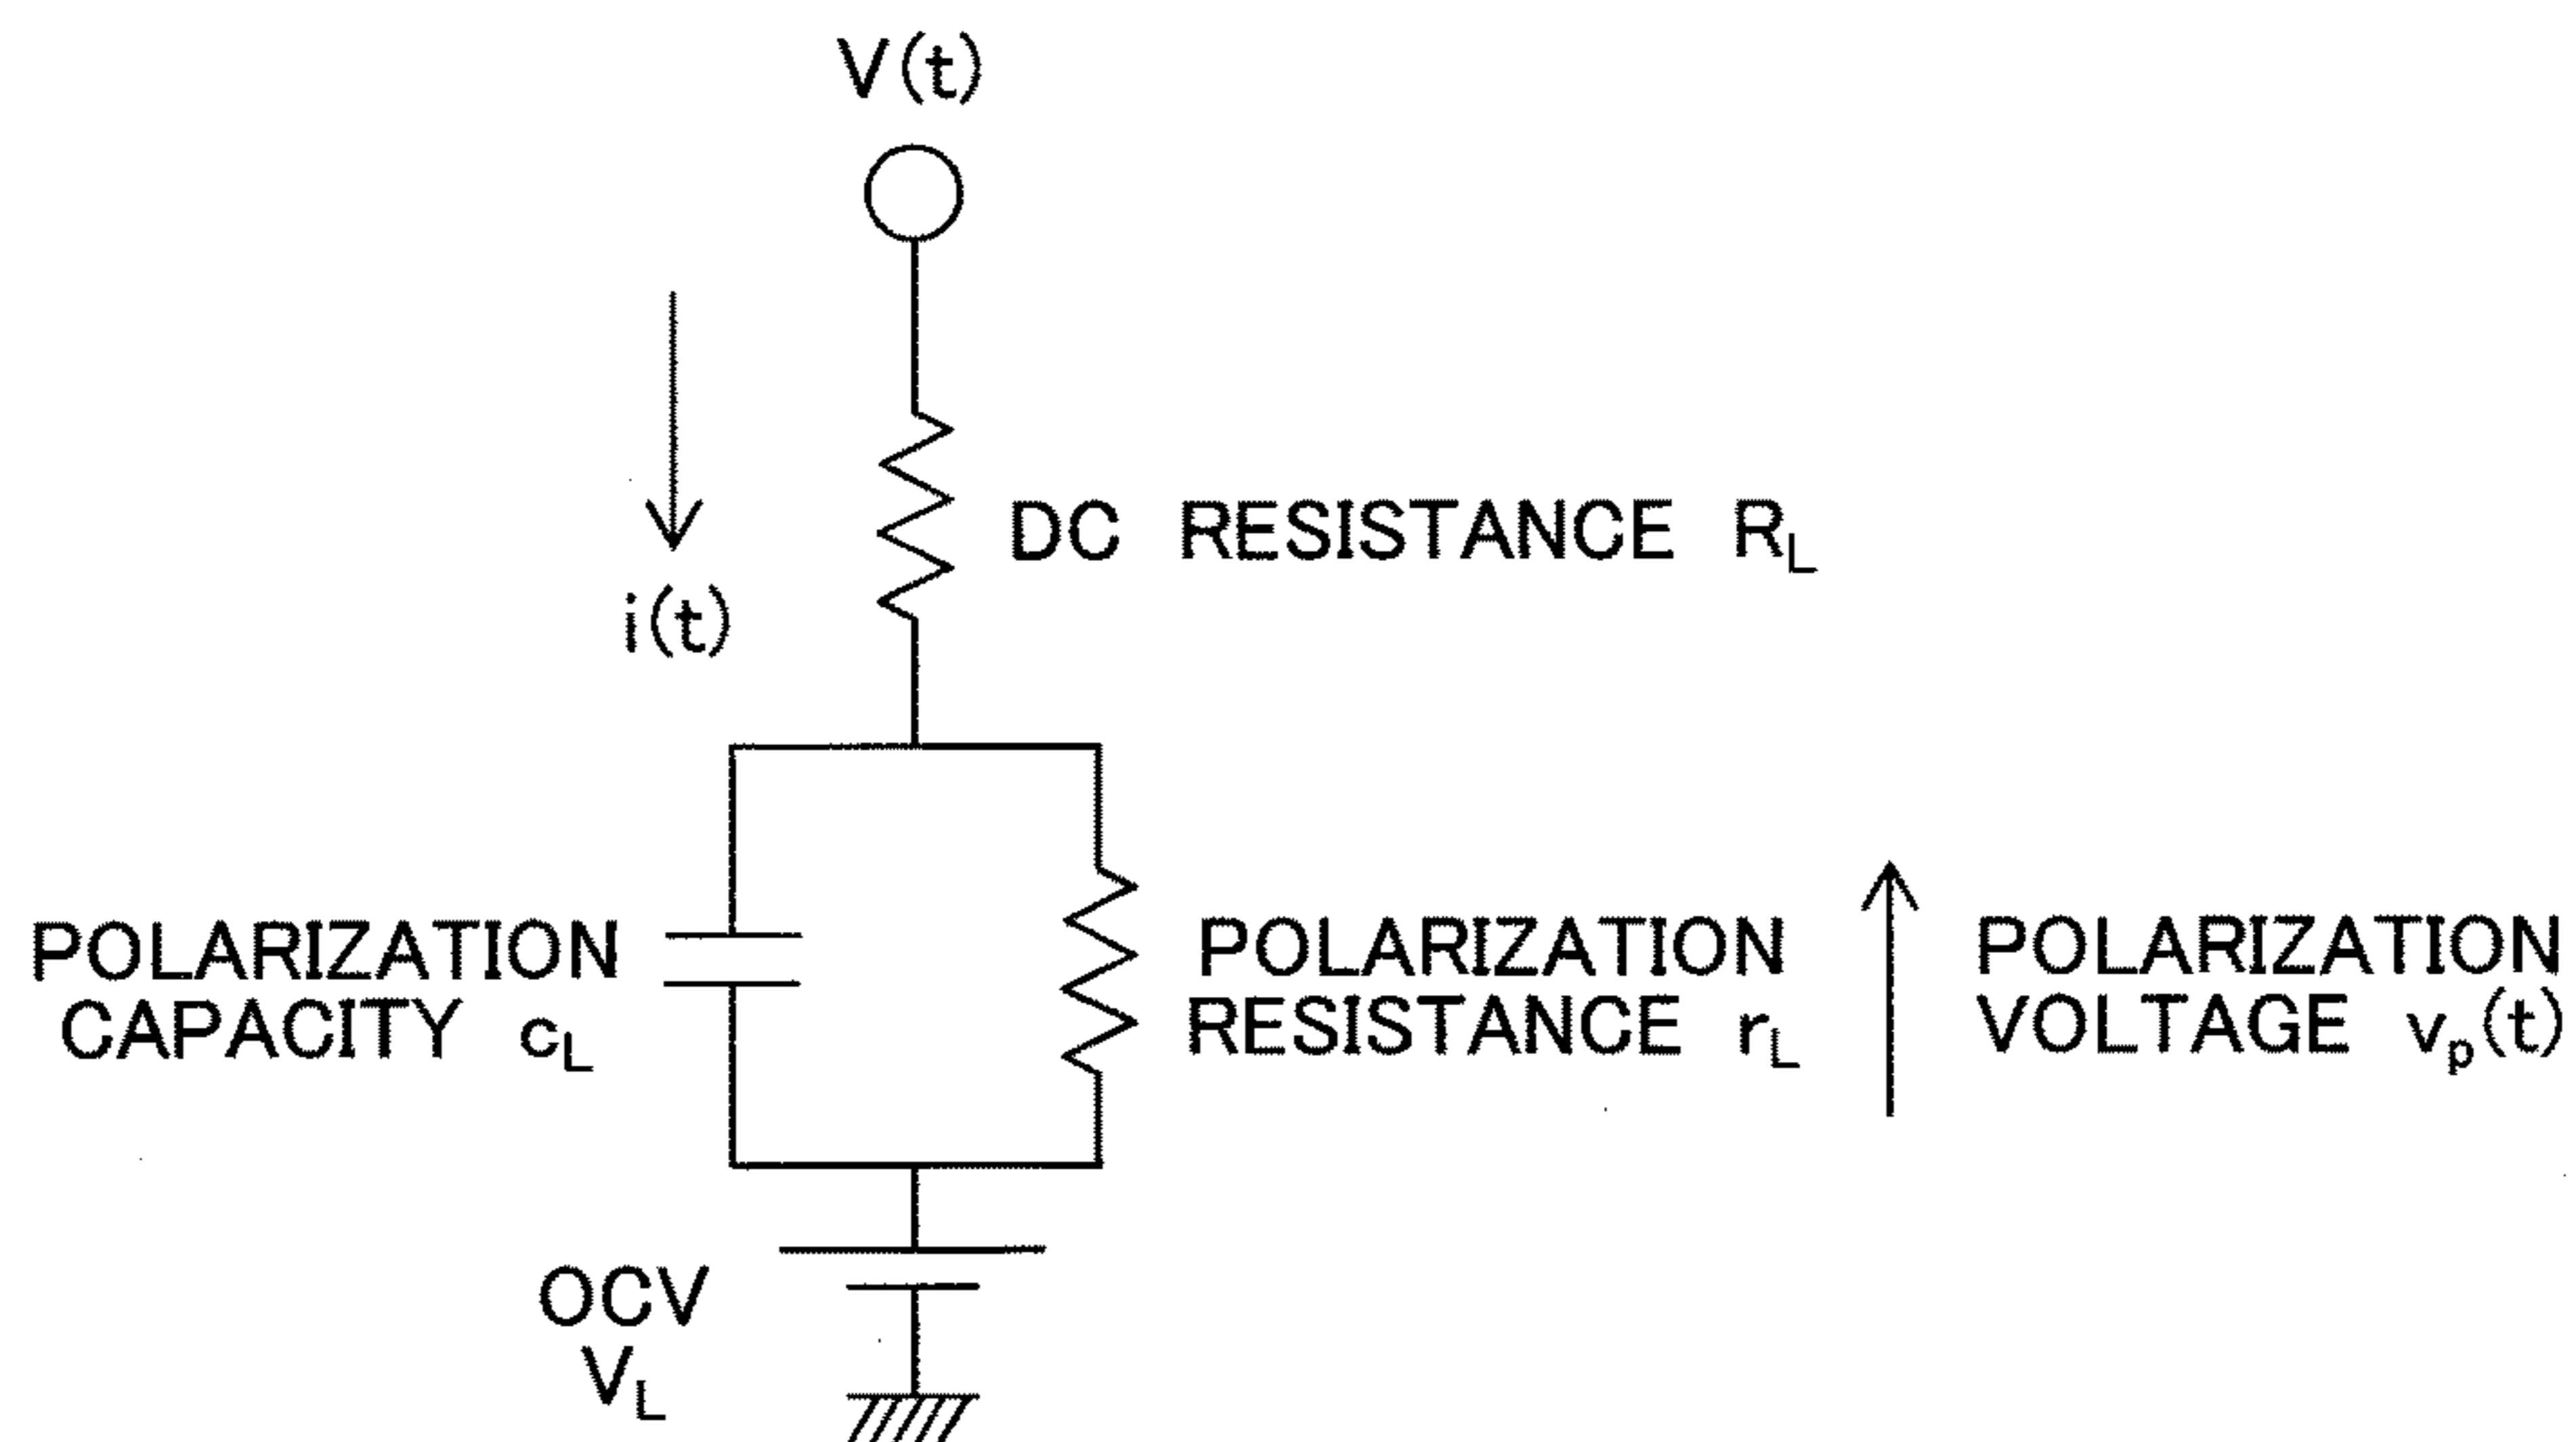 V(t)
DC RESISTANCE R_L
i(t)
POLARIZATION
CAPACITY c_L
POLARIZATION
RESISTANCE r_L
POLARIZATION
VOLTAGE v_p(t)
OCV
V_L